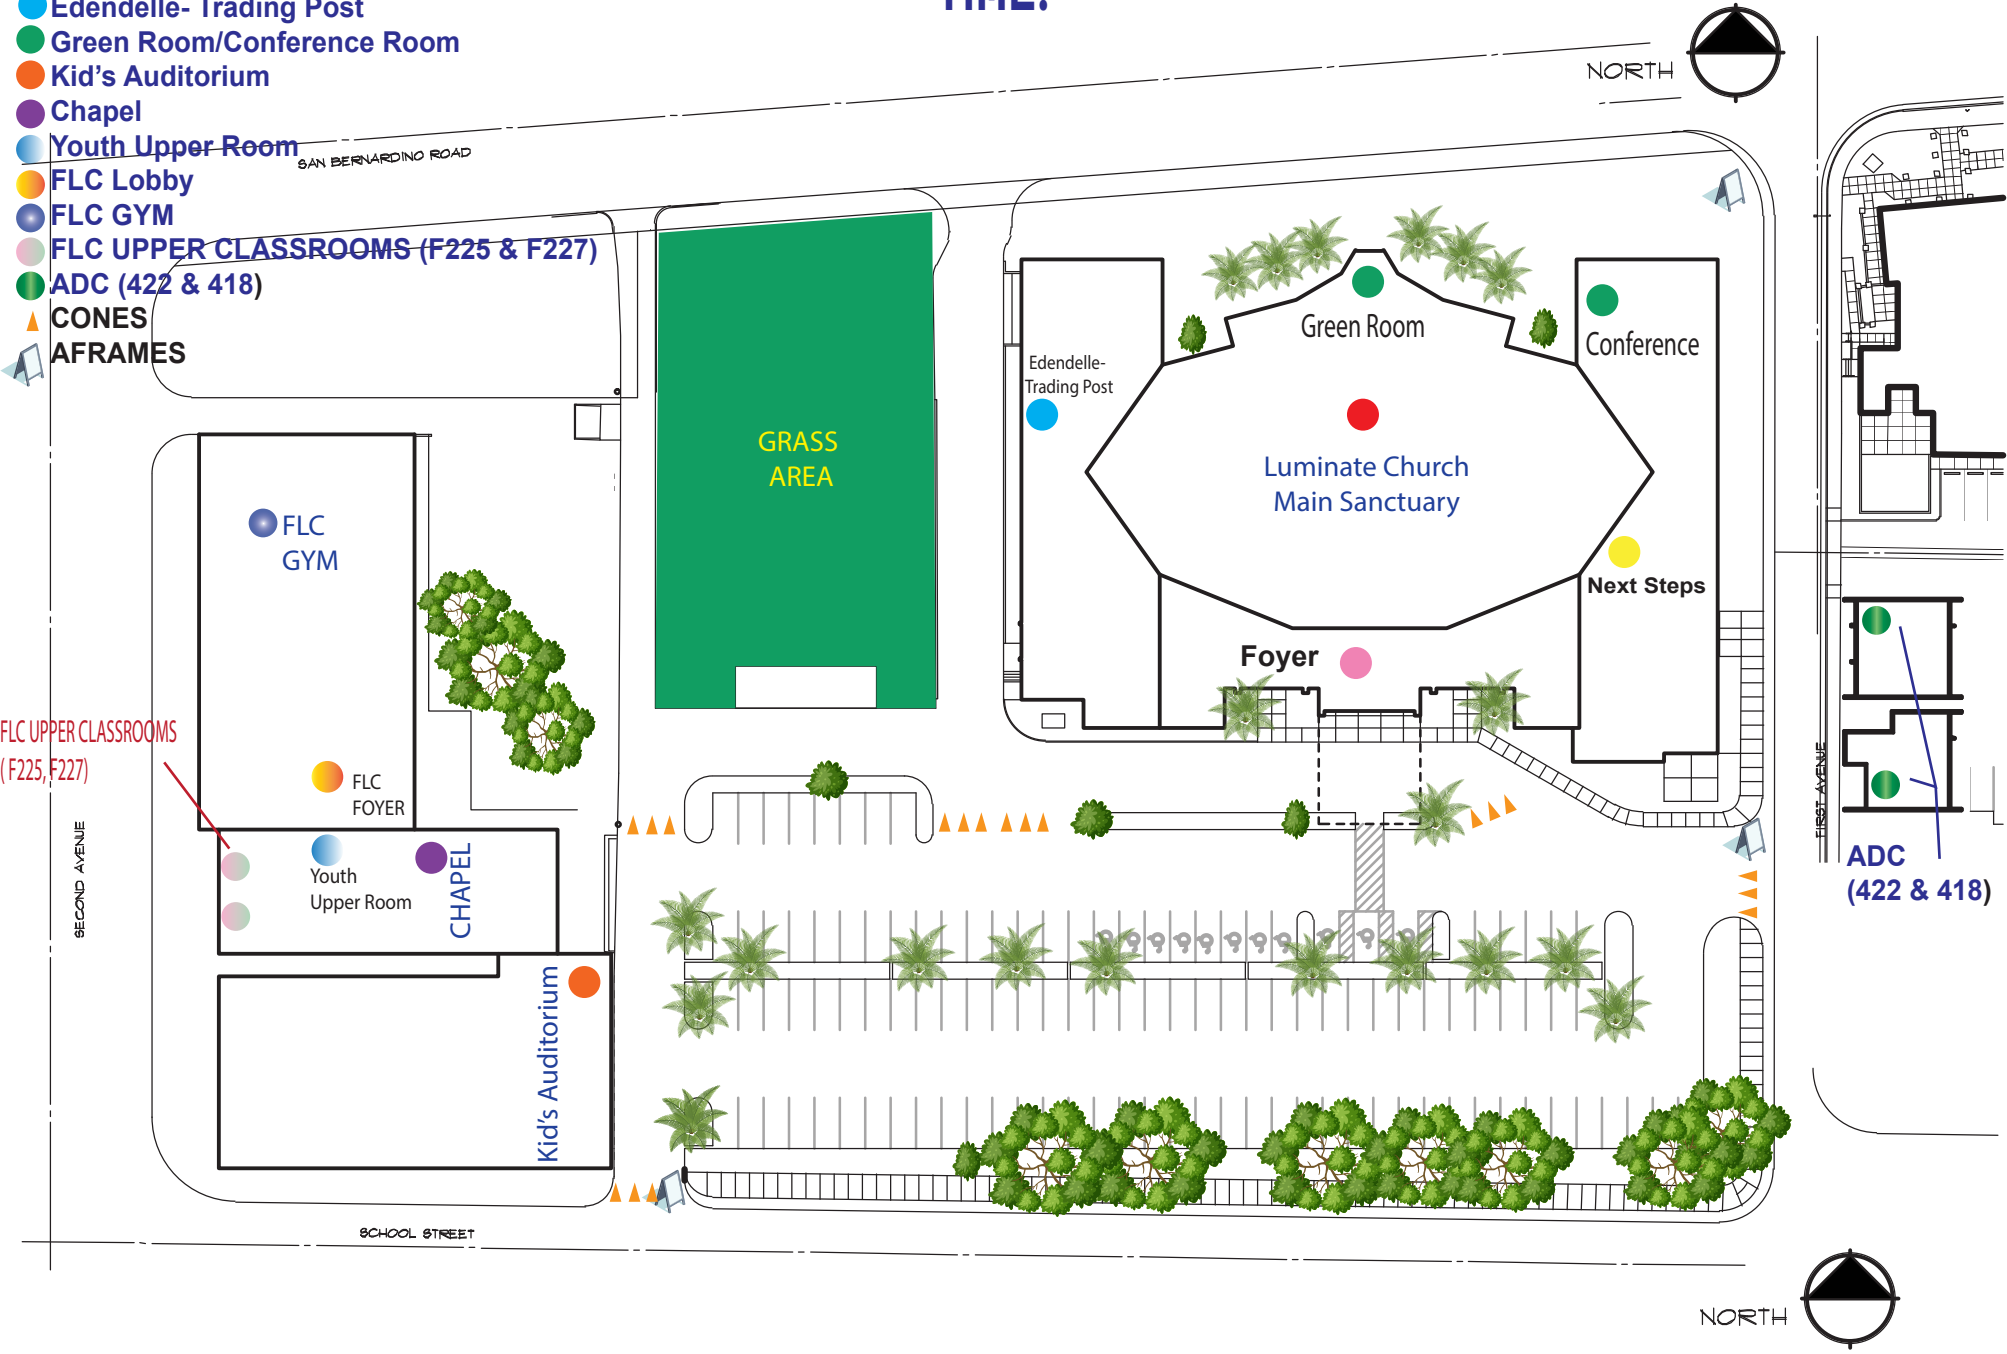 Edendelle- Trading Post
TIME:
Green Room/Conference Room
Kid's Auditorium
Chapel
Youth Upper Room
FLC Lobby
FLC GYM
FLC UPPER CLASSROOMS (F225 & F227)
ADC (422 & 418)
CONES
AFRAMES
NORTH
SAN BERNARDINO ROAD
Green Room
Conference
Edendelle-
Trading Post
GRASS
AREA
Luminate Church
Main Sanctuary
FLC
GYM
Next Steps
Foyer
FLC UPPER CLASSROOMS
( F225, F227)
FLC
FOYER
Youth
Upper Room
CHAPEL
Kid's Auditorium
SECOND AVENUE
FIRST AVENUE
ADC
(422 & 418)
SCHOOL STREET
NORTH